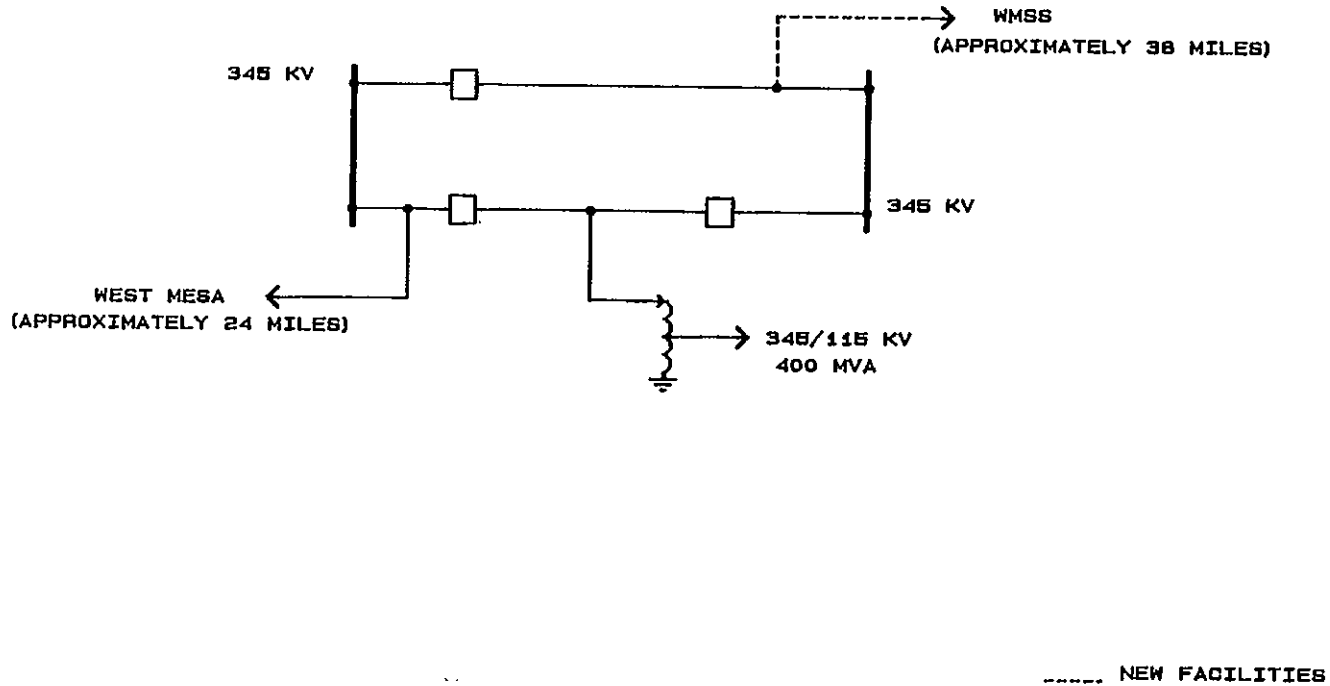 WMSS
(APPROXIMATELY 36 MILES)
345 KV
345 KV
WEST MESA
(APPROXIMATELY 24 MILES)
345/115 KV
400 MVA
NEW FACILITIES